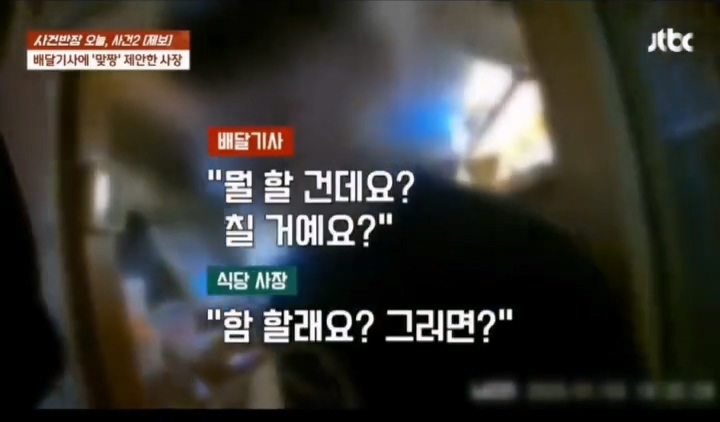 사건반장 오늘, 사건2 [제보]
배달기사에 '맞짱' 제안한 사장
jtbc
배달기사
"뭘 할 건데요?
칠 거예요?"
식당 사장
"함 할래요? 그러면?"